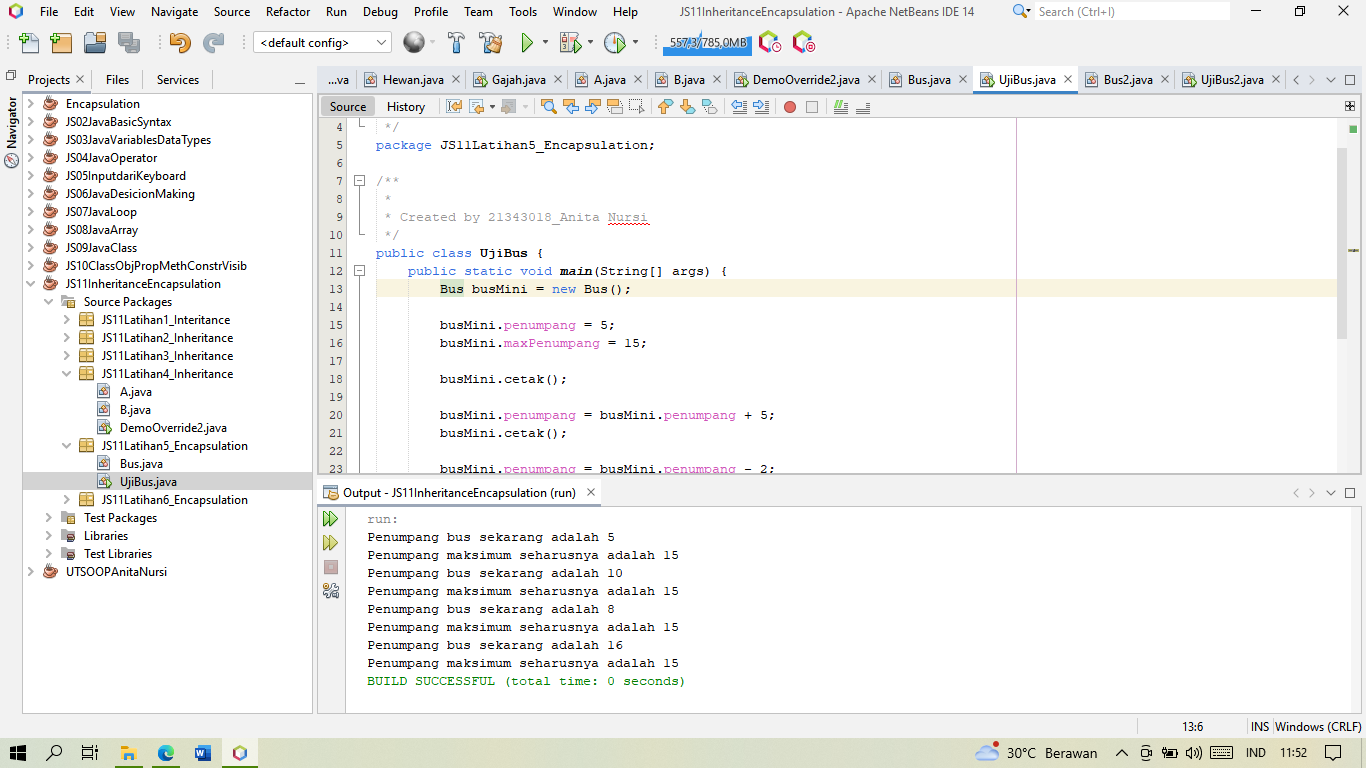 File Edit View Navigate Source Refactor Run Debug Profile Team Tools Window Help JS11InheritanceEncapsulation - Apache NetBeans IDE 14 Search (Ctrl+I)
<default config> 557,3/785,0MB
Projects Files Services
...va Hewan.java Gajah.java A.java B.java DemoOverride2.java Bus.java UjiBus.java Bus2.java UjiBus2.java
Navigator
Encapsulation
JS02JavaBasicSyntax
JS03JavaVariablesDataTypes
JS04JavaOperator
JS05InputdariKeyboard
JS06JavaDesicionMaking
JS07JavaLoop
JS08JavaArray
JS09JavaClass
JS10ClassObjPropMethConstrVisib
JS11InheritanceEncapsulation
Source Packages
JS11Latihan1_Interitance
JS11Latihan2_Inheritance
JS11Latihan3_Inheritance
JS11Latihan4_Inheritance
A.java
B.java
DemoOverride2.java
JS11Latihan5_Encapsulation
Bus.java
UjiBus.java
JS11Latihan6_Encapsulation
Test Packages
Libraries
Test Libraries
UTSOOPAnitaNursi
Source History
4 */
5 package JS11Latihan5_Encapsulation;
6
7 /**
8 *
9 * Created by 21343018_Anita Nursi
10 */
11 public class UjiBus {
12 public static void main(String[] args) {
13 Bus busMini = new Bus();
14
15 busMini.penumpang = 5;
16 busMini.maxPenumpang = 15;
17
18 busMini.cetak();
19
20 busMini.penumpang = busMini.penumpang + 5;
21 busMini.cetak();
22
23 busMini.penumpang = busMini.penumpang - 2;
Output - JS11InheritanceEncapsulation (run)
run:
Penumpang bus sekarang adalah 5
Penumpang maksimum seharusnya adalah 15
Penumpang bus sekarang adalah 10
Penumpang maksimum seharusnya adalah 15
Penumpang bus sekarang adalah 8
Penumpang maksimum seharusnya adalah 15
Penumpang bus sekarang adalah 16
Penumpang maksimum seharusnya adalah 15
BUILD SUCCESSFUL (total time: 0 seconds)
13:6 INS Windows (CRLF)
30°C Berawan IND 11:52